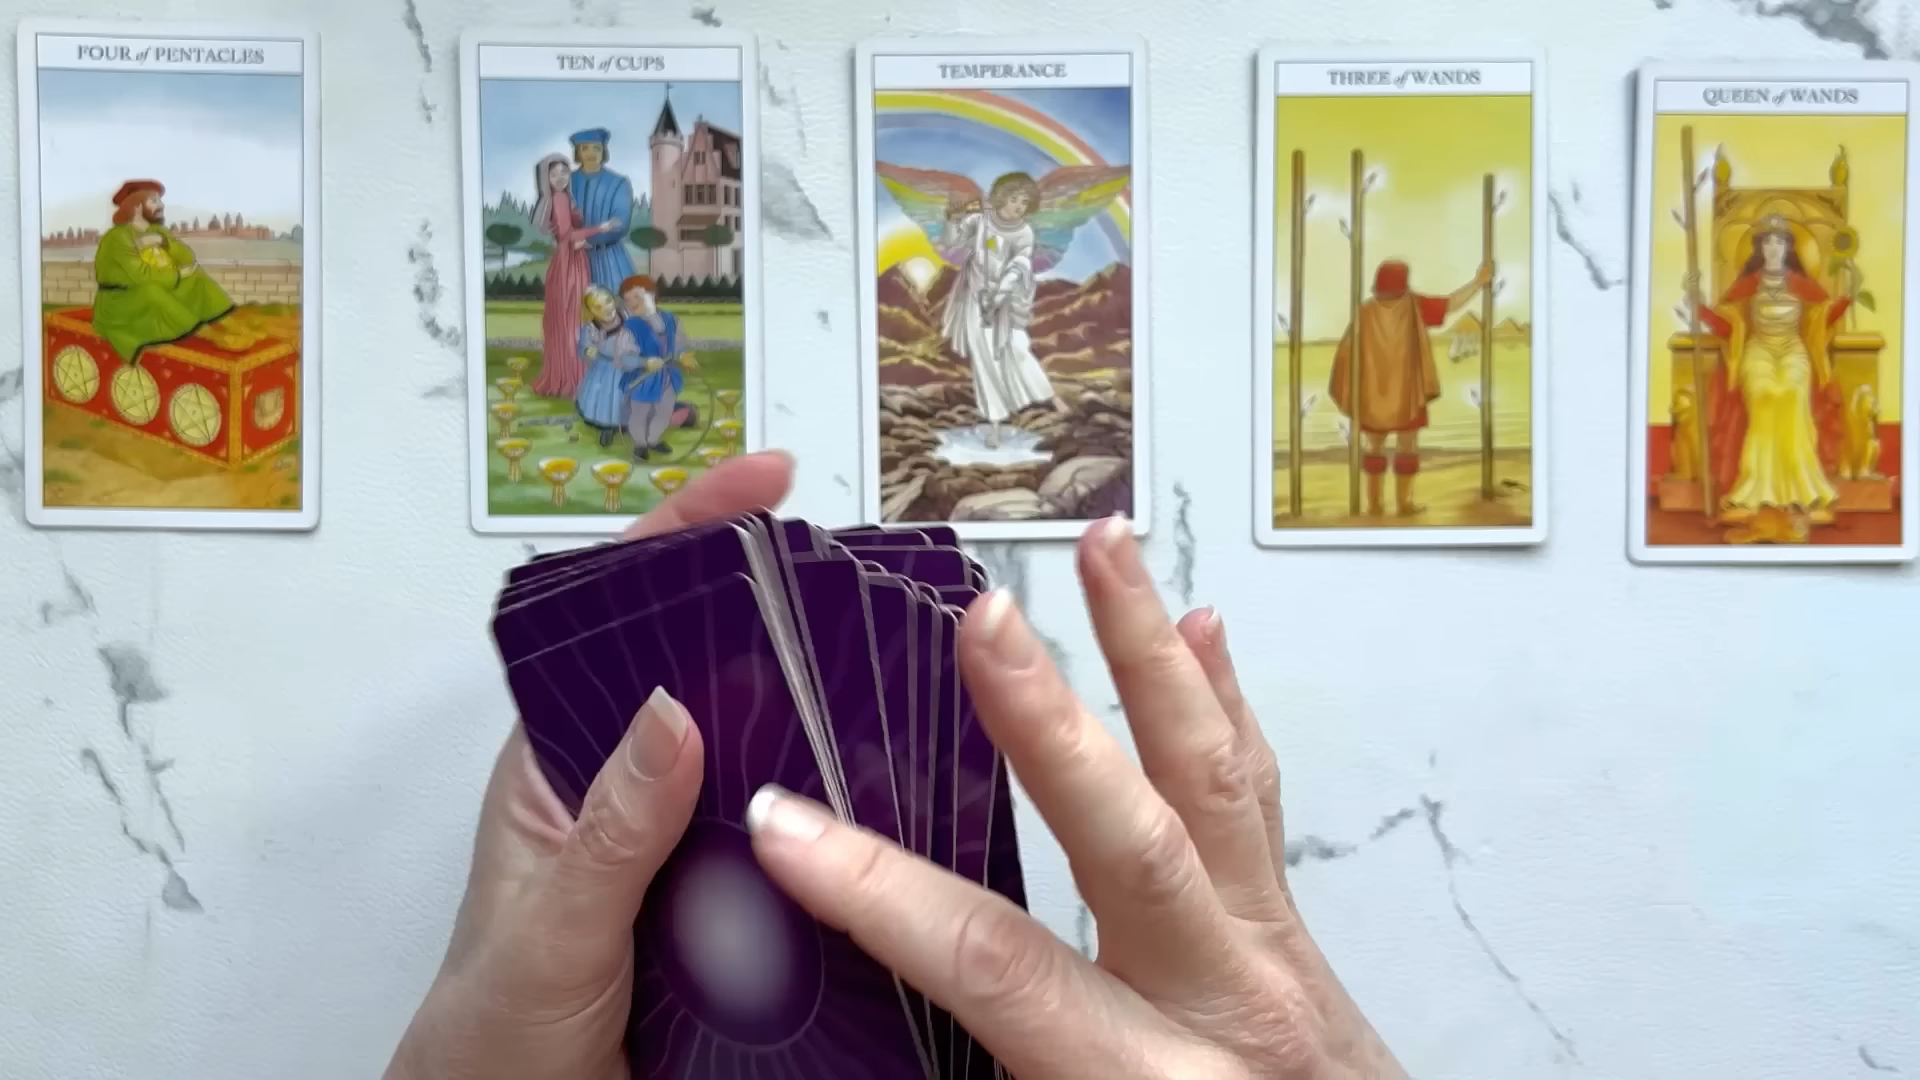 FOUR of PENTACLES
TEN of CUPS
TEMPERANCE
THREE of WANDS
QUEEN of WANDS